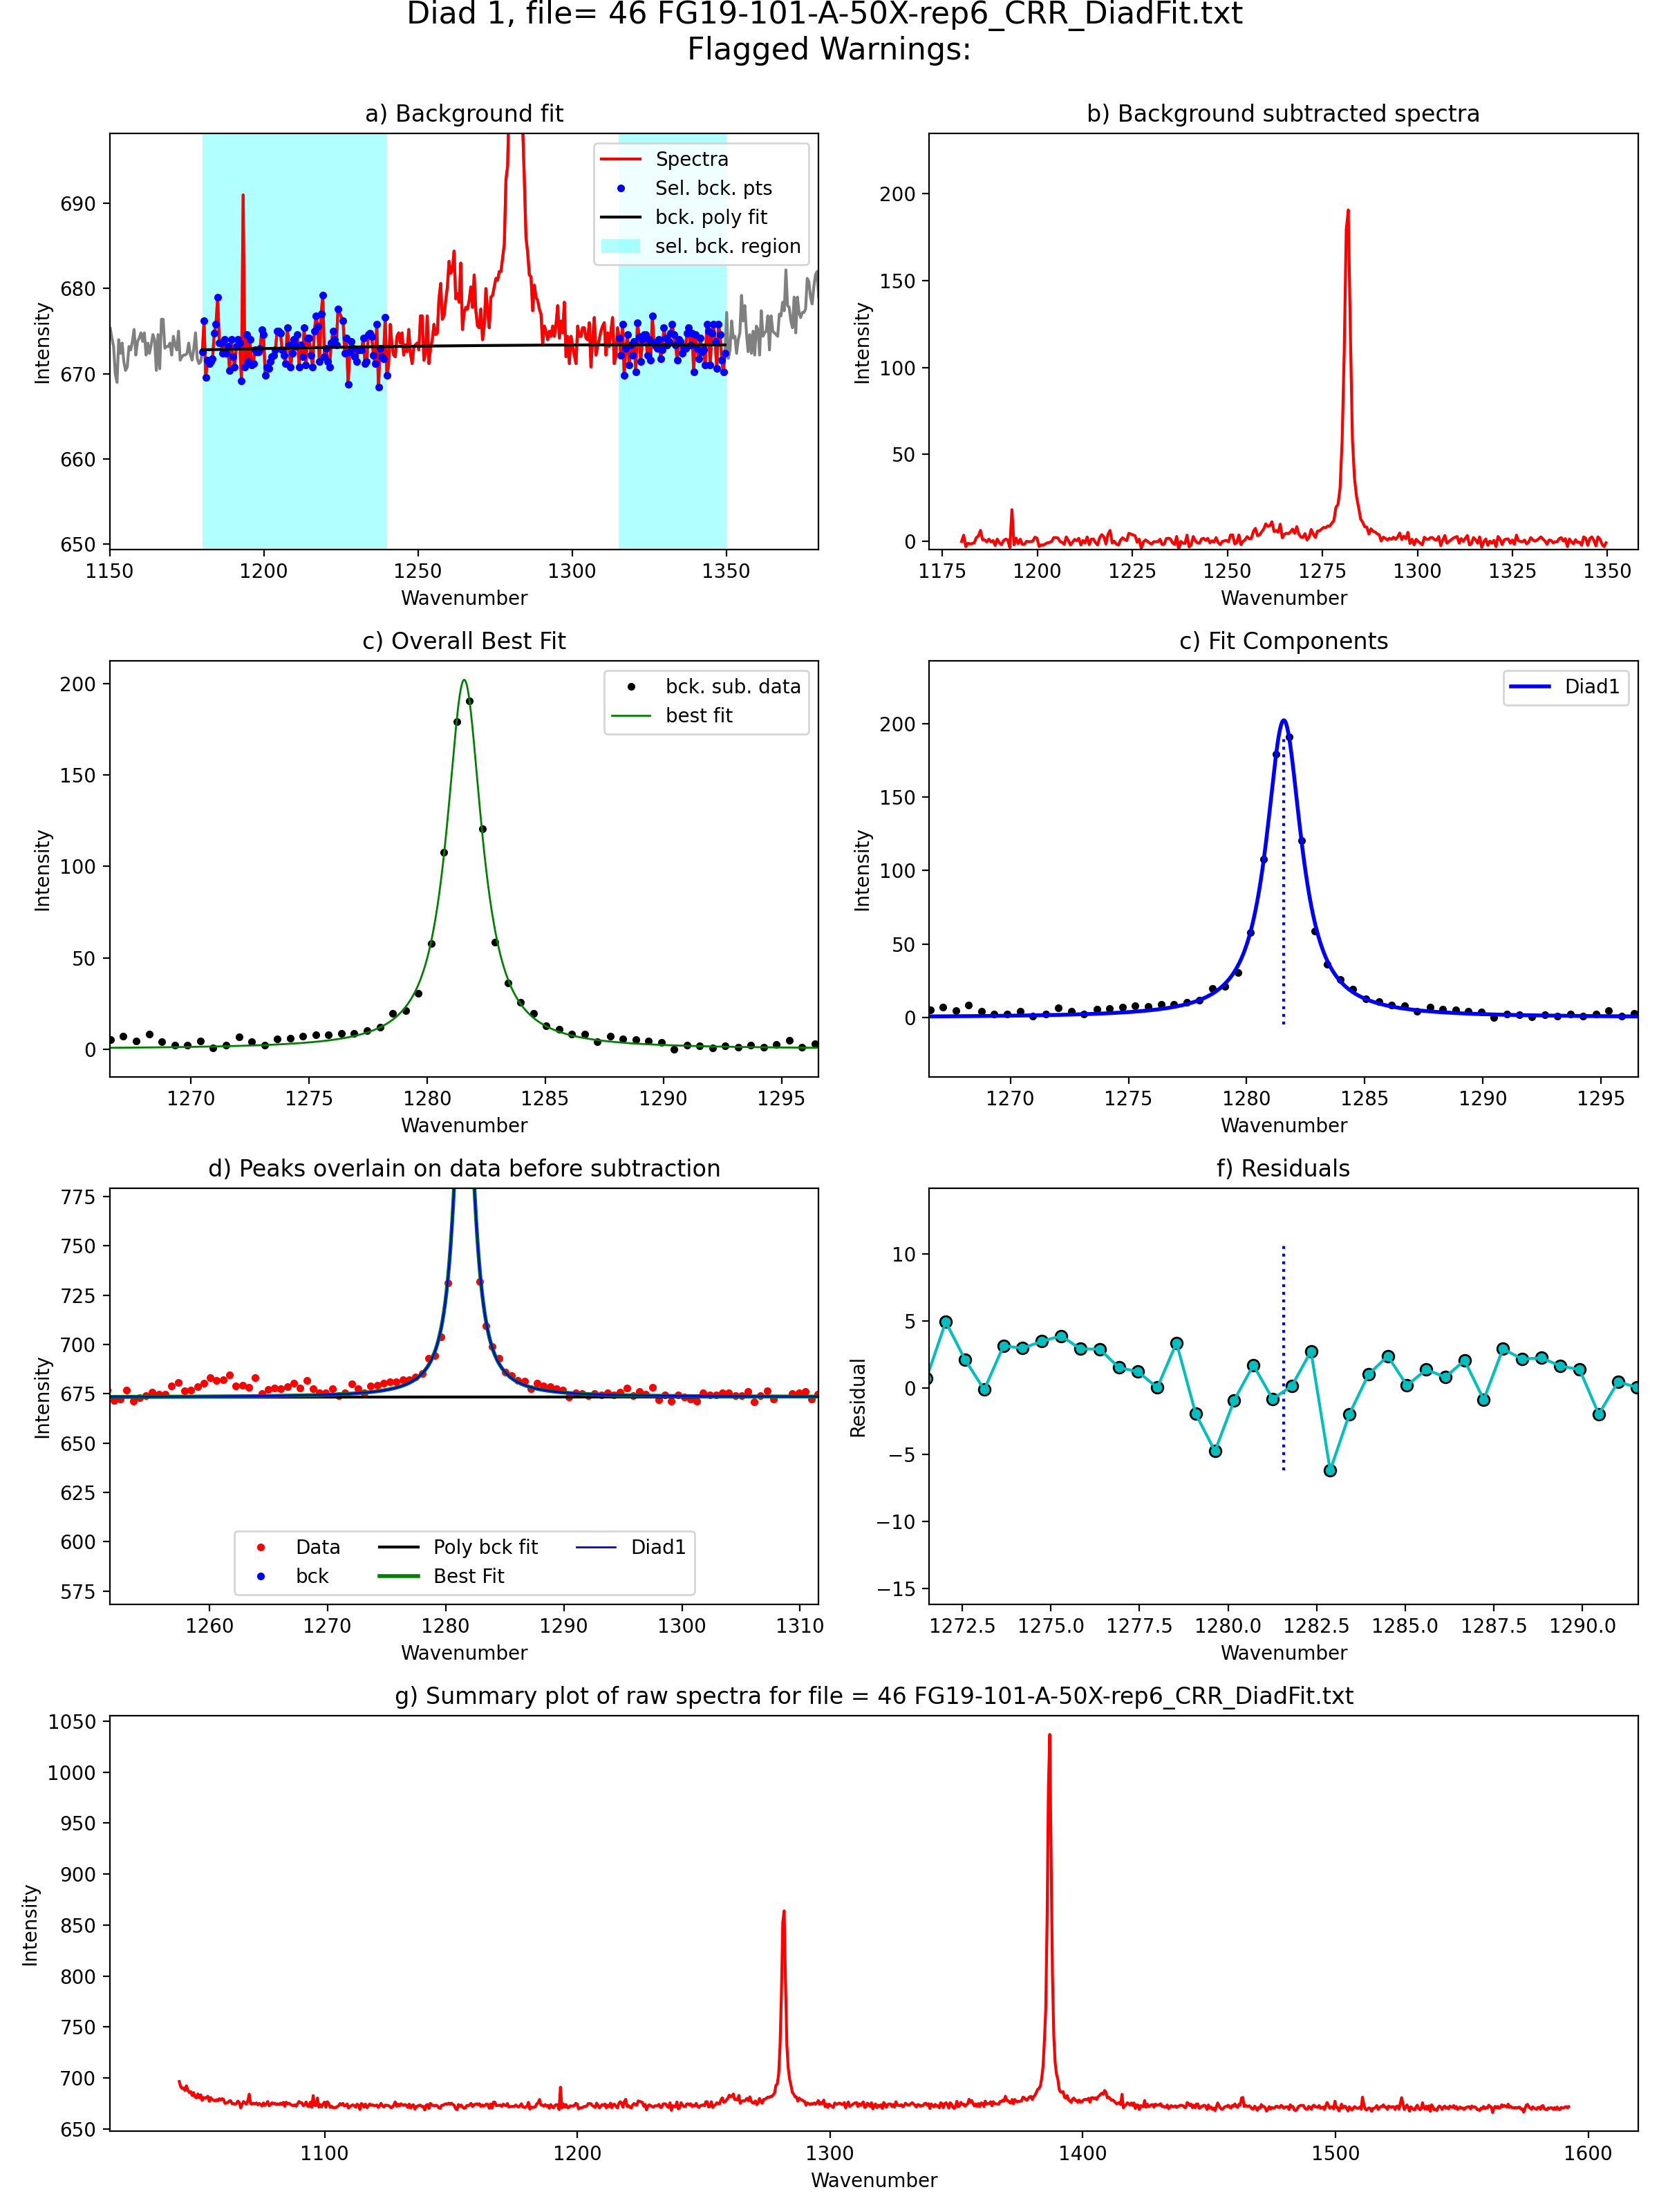 Diad 1, file= 46 FG19-101-A-50X-rep6_CRR_DiadFit.txt
Flagged Warnings:
a) Background fit
Intensity
690
680
670
660
650
Spectra
Sel. bck. pts
bck. poly fit
sel. bck. region
1150 1200 1250 1300 1350
Wavenumber
b) Background subtracted spectra
Intensity
200
150
100
50
0
1175 1200 1225 1250 1275 1300 1325 1350
Wavenumber
c) Overall Best Fit
Intensity
200
150
100
50
0
bck. sub. data
best fit
1270 1275 1280 1285 1290 1295
Wavenumber
c) Fit Components
Intensity
200
150
100
50
0
Diad1
1270 1275 1280 1285 1290 1295
Wavenumber
d) Peaks overlain on data before subtraction
Intensity
775
750
725
700
675
650
625
600
575
Data Poly bck fit Diad1
bck Best Fit
1260 1270 1280 1290 1300 1310
Wavenumber
f) Residuals
Residual
10
5
0
−5
−10
−15
1272.5 1275.0 1277.5 1280.0 1282.5 1285.0 1287.5 1290.0
Wavenumber
g) Summary plot of raw spectra for file = 46 FG19-101-A-50X-rep6_CRR_DiadFit.txt
Intensity
1050
1000
950
900
850
800
750
700
650
1100 1200 1300 1400 1500 1600
Wavenumber